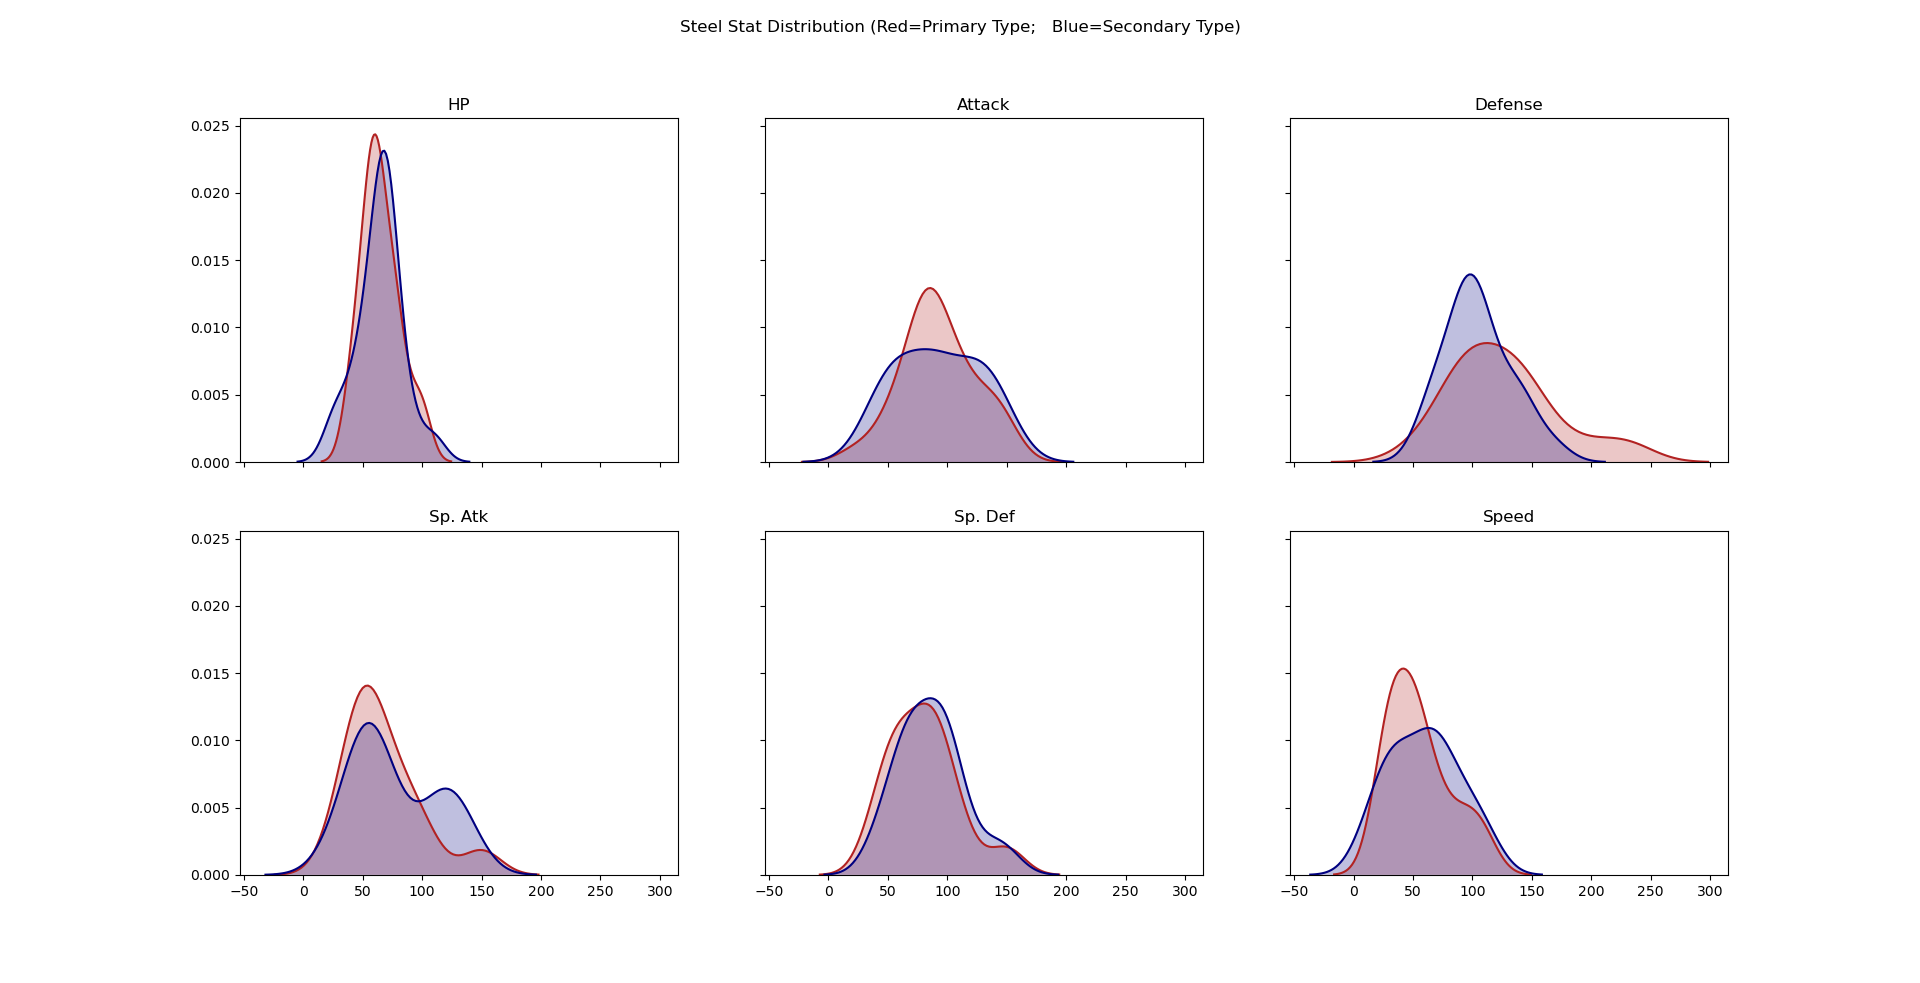 Steel Stat Distribution (Red=Primary Type;   Blue=Secondary Type)
HP
Attack
Defense
0.025
0.020
0.015
0.010
0.005
0.000
Sp. Atk
Sp. Def
Speed
0.025
0.020
0.015
0.010
0.005
0.000
−50 0 50 100 150 200 250 300
−50 0 50 100 150 200 250 300
−50 0 50 100 150 200 250 300